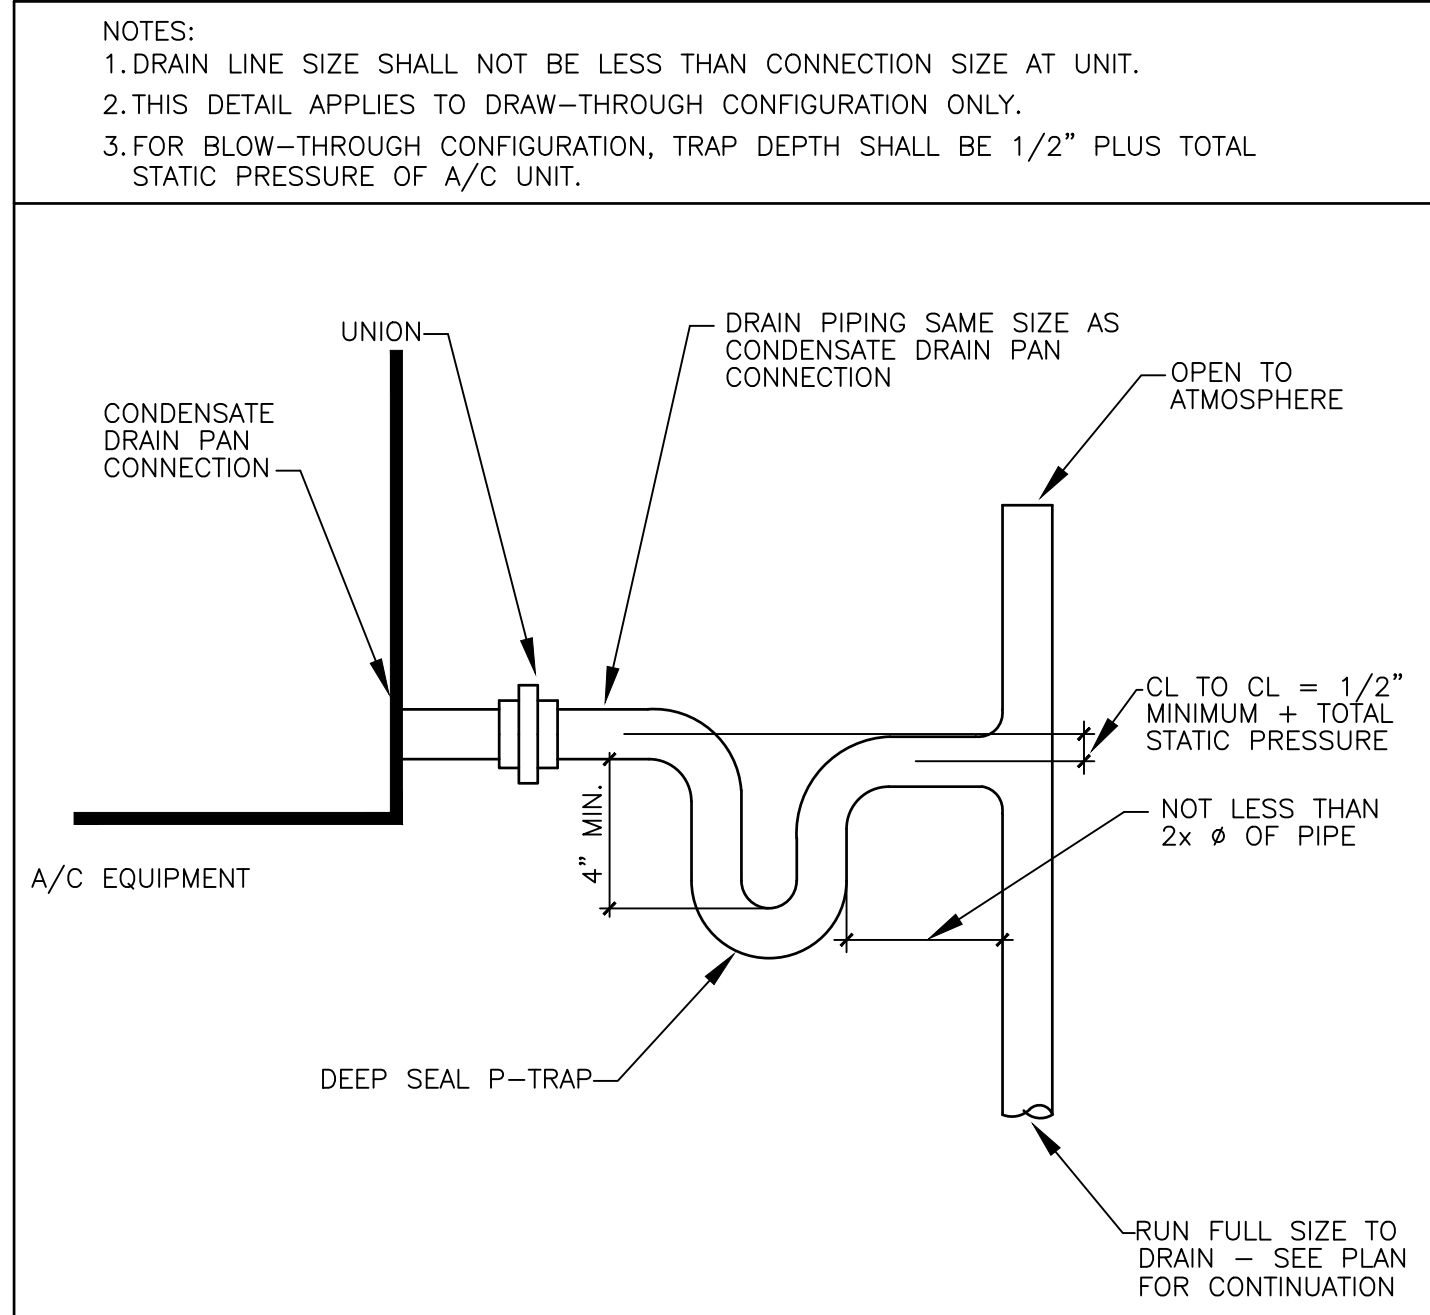 NOTES:
1. DRAIN LINE SIZE SHALL NOT BE LESS THAN CONNECTION SIZE AT UNIT.
2. THIS DETAIL APPLIES TO DRAW-THROUGH CONFIGURATION ONLY.
3. FOR BLOW-THROUGH CONFIGURATION, TRAP DEPTH SHALL BE 1/2" PLUS TOTAL
STATIC PRESSURE OF A/C UNIT.
UNION
DRAIN PIPING SAME SIZE AS
CONDENSATE DRAIN PAN
CONNECTION
OPEN TO
ATMOSPHERE
CONDENSATE
DRAIN PAN
CONNECTION
CL TO CL = 1/2"
MINIMUM + TOTAL
STATIC PRESSURE
4" MIN.
NOT LESS THAN
2x ø OF PIPE
A/C EQUIPMENT
DEEP SEAL P-TRAP
RUN FULL SIZE TO
DRAIN - SEE PLAN
FOR CONTINUATION